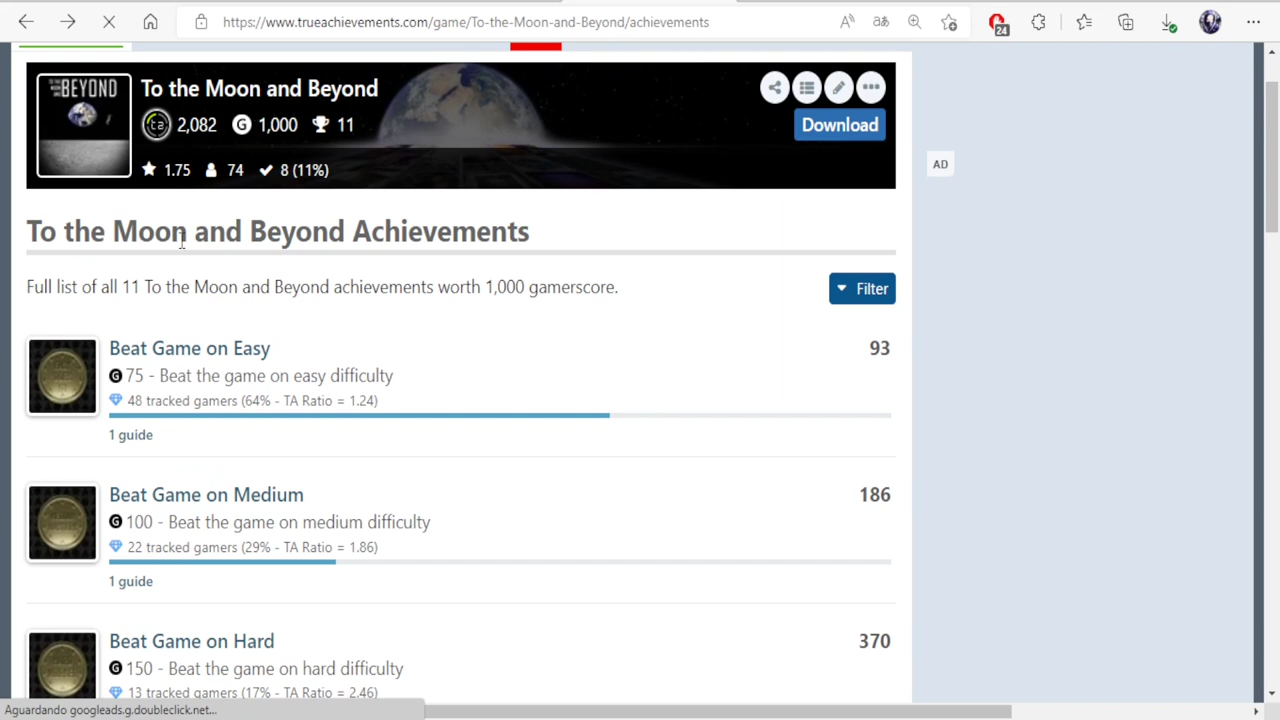 https://www.trueachievements.com/game/To-the-Moon-and-Beyond/achievements
24
BEYOND
To the Moon and Beyond
ta 2,082 G 1,000 11
Download
1.75 74 8 (11%)
AD
To the Moon and Beyond Achievements
Full list of all 11 To the Moon and Beyond achievements worth 1,000 gamerscore.
Filter
Beat Game on Easy 93
G 75 - Beat the game on easy difficulty
48 tracked gamers (64% - TA Ratio = 1.24)
1 guide
Beat Game on Medium 186
G 100 - Beat the game on medium difficulty
22 tracked gamers (29% - TA Ratio = 1.86)
1 guide
Beat Game on Hard 370
G 150 - Beat the game on hard difficulty
13 tracked gamers (17% - TA Ratio = 2.46)
Aguardando googleads.g.doubleclick.net...